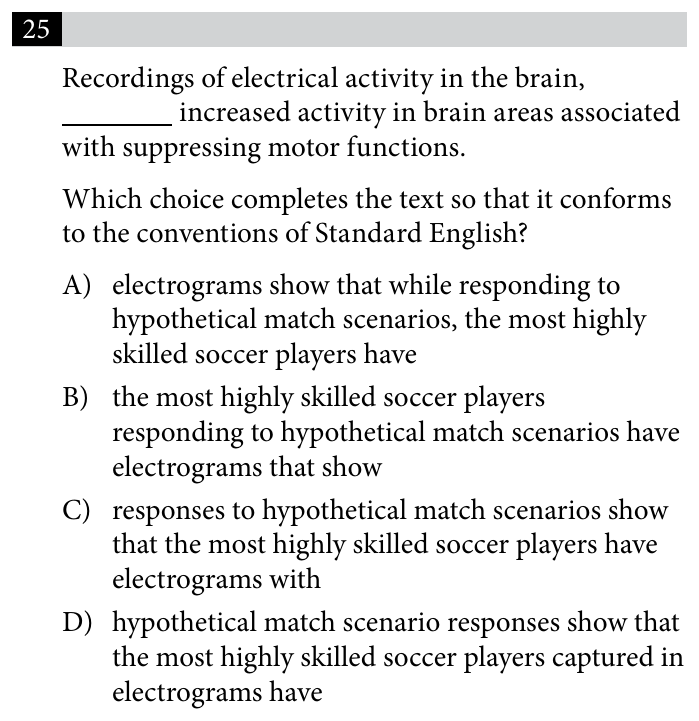 25
Recordings of electrical activity in the brain,
________ increased activity in brain areas associated
with suppressing motor functions.
Which choice completes the text so that it conforms
to the conventions of Standard English?
A) electrograms show that while responding to
hypothetical match scenarios, the most highly
skilled soccer players have
B) the most highly skilled soccer players
responding to hypothetical match scenarios have
electrograms that show
C) responses to hypothetical match scenarios show
that the most highly skilled soccer players have
electrograms with
D) hypothetical match scenario responses show that
the most highly skilled soccer players captured in
electrograms have